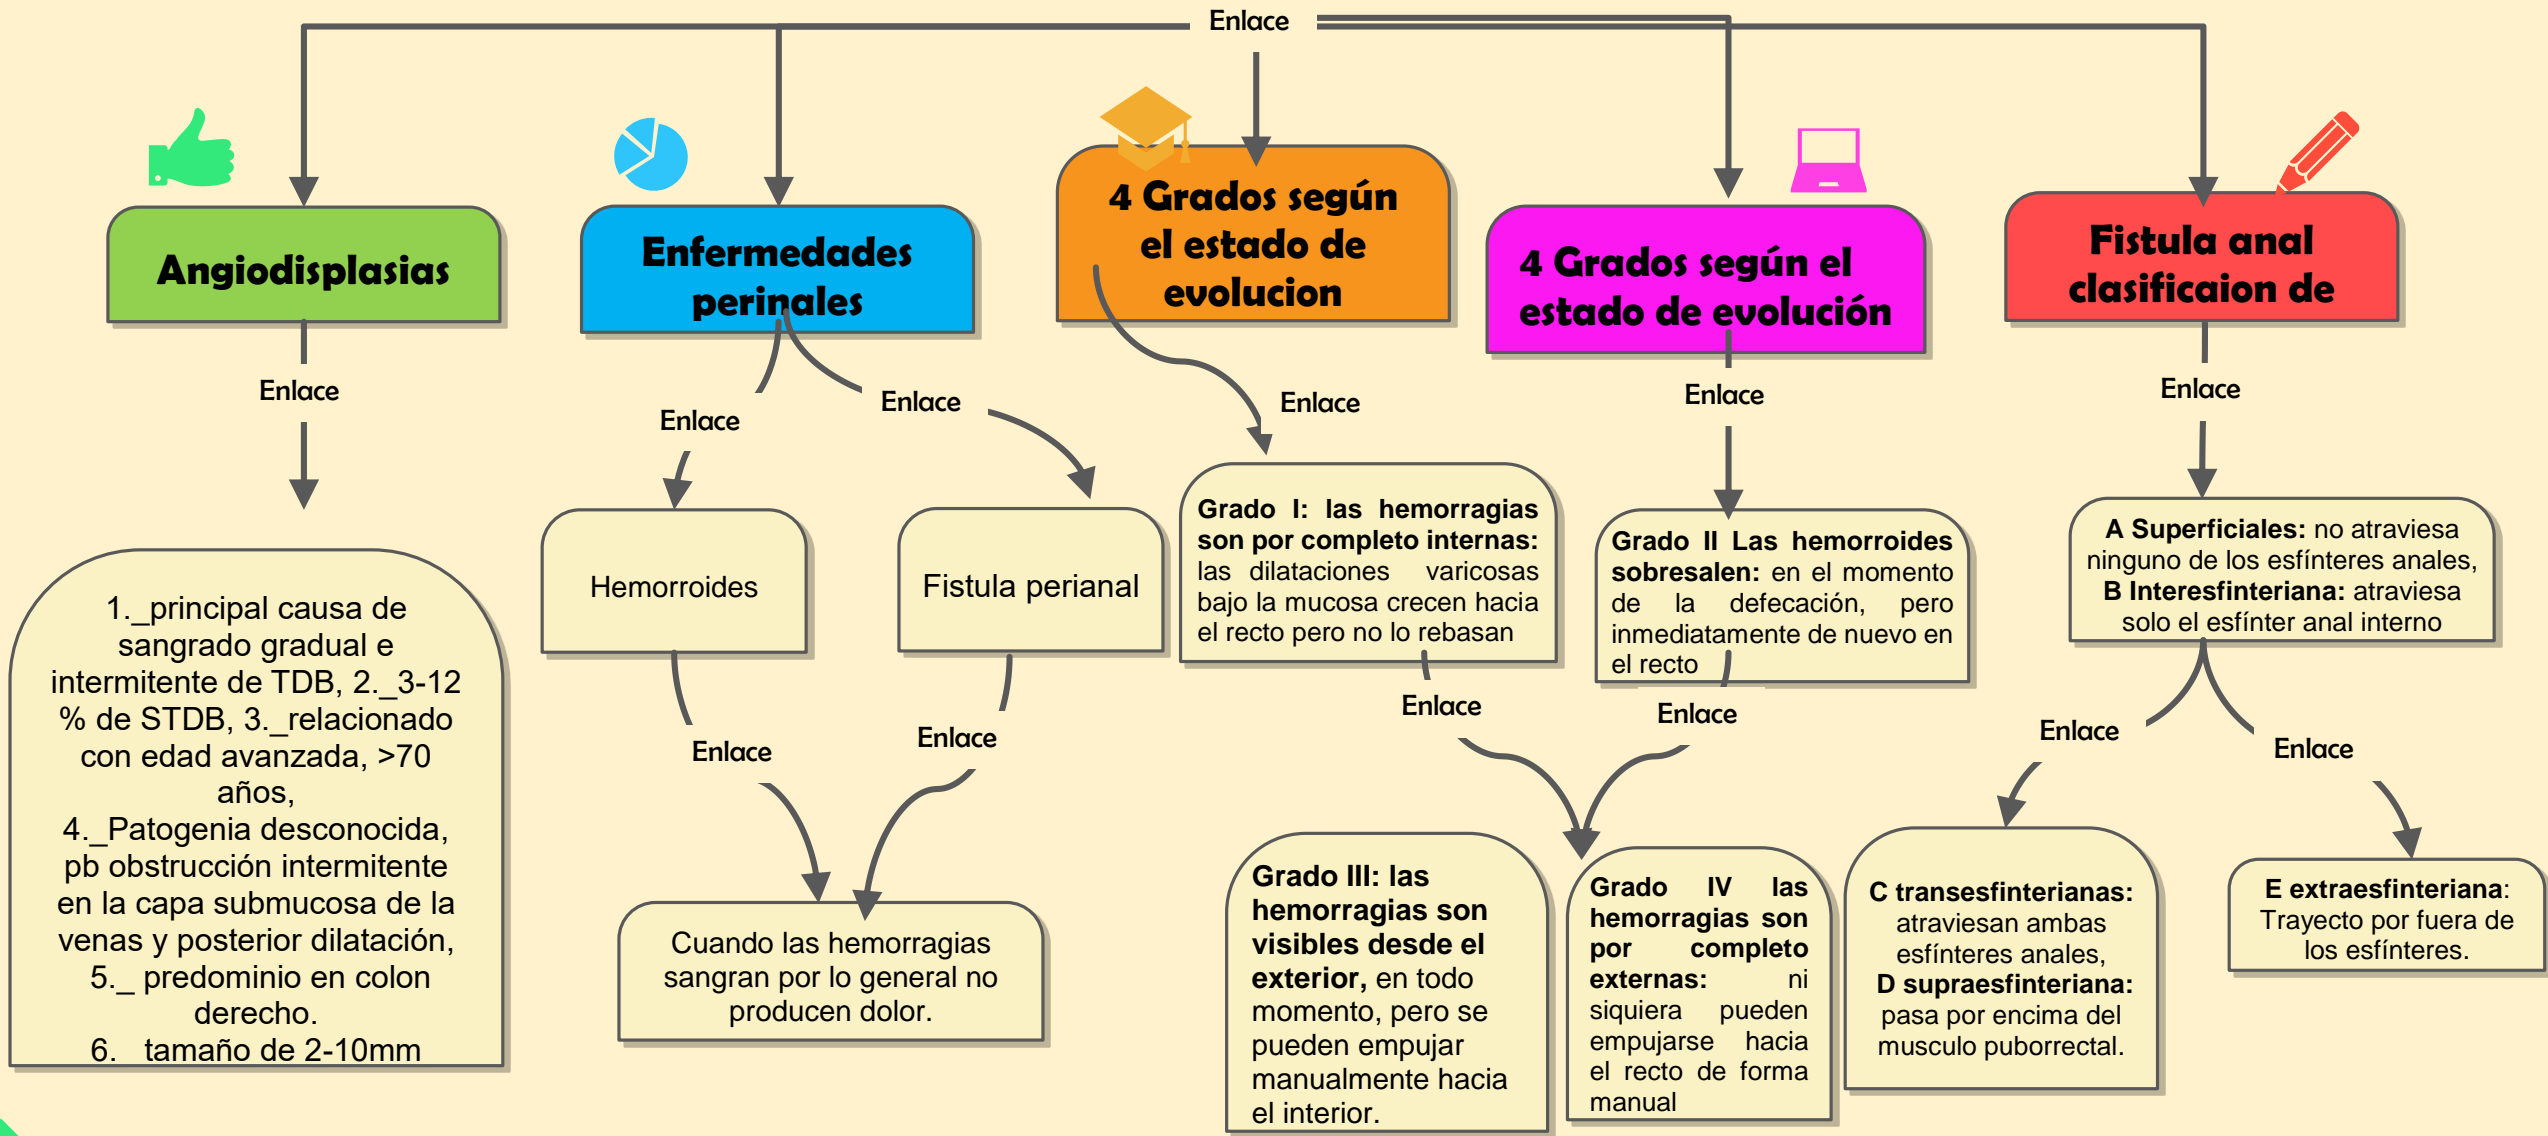 Enlace
Angiodisplasias
Enfermedades
perinales
4 Grados según
el estado de
evolucion
4 Grados según el
estado de evolución
Fistula anal
clasificaion de
Enlace
Enlace
Enlace
Enlace
Enlace
Enlace
1._principal causa de
sangrado gradual e
intermitente de TDB, 2._3-12
% de STDB, 3._relacionado
con edad avanzada, >70
años,
4._Patogenia desconocida,
pb obstrucción intermitente
en la capa submucosa de la
venas y posterior dilatación,
5._ predominio en colon
derecho.
6._ tamaño de 2-10mm
Hemorroides
Fistula perianal
Grado I: las hemorragias
son por completo internas:
las dilataciones varicosas
bajo la mucosa crecen hacia
el recto pero no lo rebasan
Grado II Las hemorroides
sobresalen: en el momento
de la defecación, pero
inmediatamente de nuevo en
el recto
A Superficiales: no atraviesa
ninguno de los esfínteres anales,
B Interesfinteriana: atraviesa
solo el esfínter anal interno
Enlace
Enlace
Enlace
Enlace
Enlace
Enlace
Cuando las hemorragias
sangran por lo general no
producen dolor.
Grado III: las
hemorragias son
visibles desde el
exterior, en todo
momento, pero se
pueden empujar
manualmente hacia
el interior.
Grado IV las
hemorragias son
por completo
externas: ni
siquiera pueden
empujarse hacia
el recto de forma
manual
C transesfinterianas:
atraviesan ambas
esfínteres anales,
D supraesfinteriana:
pasa por encima del
musculo puborrectal.
E extraesfinteriana:
Trayecto por fuera de
los esfínteres.